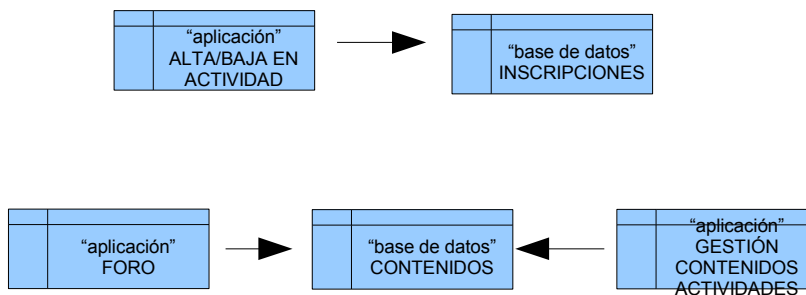 “aplicación”
ALTA/BAJA EN
ACTIVIDAD
“base de datos”
INSCRIPCIONES
“aplicación”
FORO
“base de datos”
CONTENIDOS
“aplicación”
GESTIÓN
CONTENIDOS
ACTIVIDADES